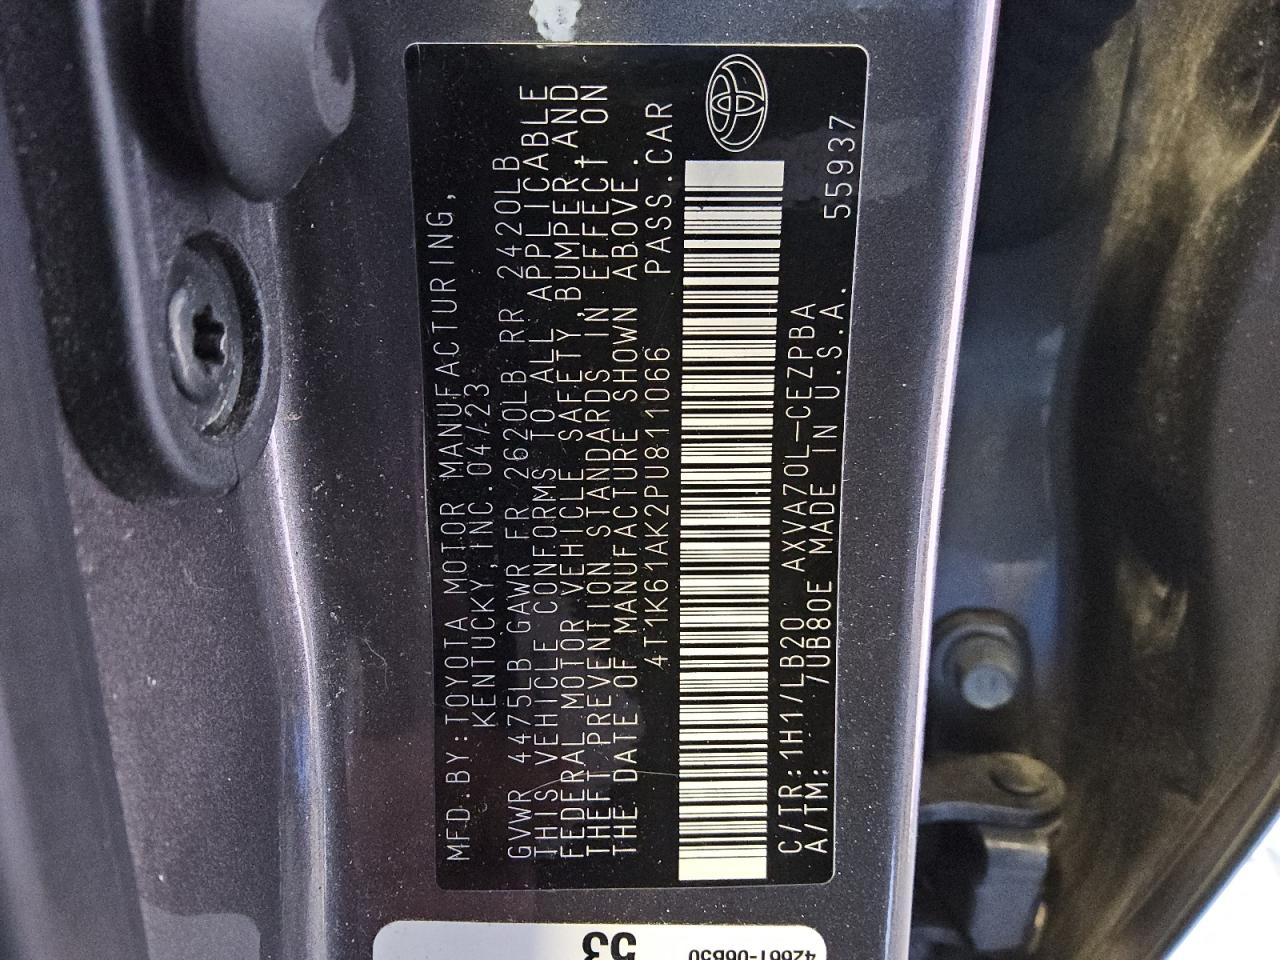 MFD.BY:TOYOTA MOTOR MANUFACTURING,
KENTUCKY,INC.04/23
GVWR 4475LB GAWR FR 2620LB RR 2420LB
THIS VEHICLE CONFORMS TO ALL APPLICABLE
FEDERAL MOTOR VEHICLE SAFETY,BUMPER,AND
THEFT PREVENTION STANDARDS IN EFFECT ON
THE DATE OF MANUFACTURE SHOWN ABOVE.
4T1K61AK2PU811066 PASS.CAR
C/TR:1H1/LB20 AXVA70L-CEZPBA
A/TM: /UB80E MADE IN U.S.A. 55937
53
42661-06B50